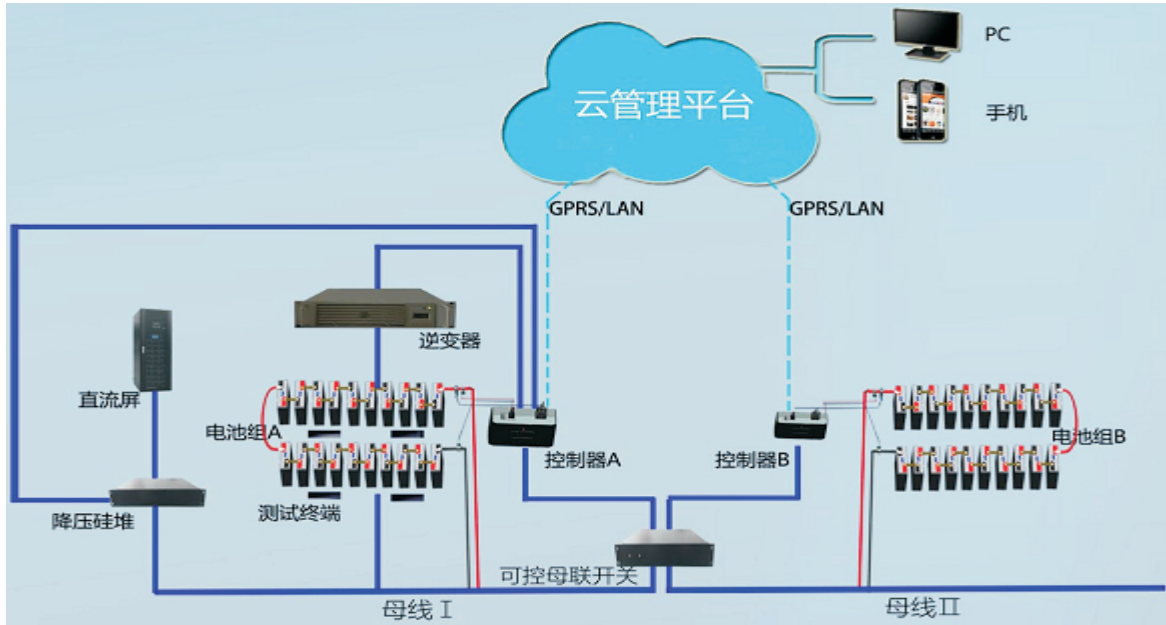 PC
云管理平台
手机
GPRS/LAN
GPRS/LAN
逆变器
直流屏
电池组A
电池组B
控制器A
控制器B
测试终端
降压硅堆
可控母联开关
母线Ⅰ
母线Ⅱ